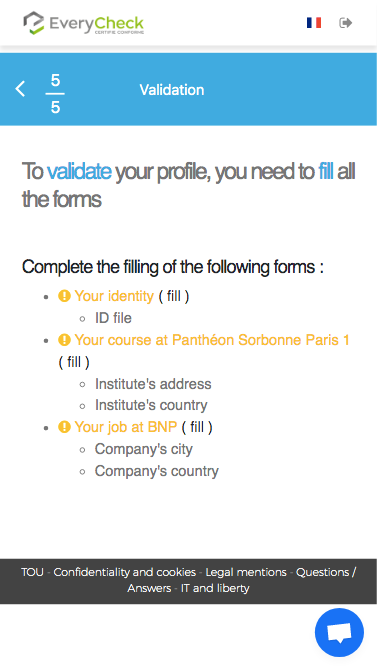 EveryCheck
CERTIFIÉ CONFORME
5
5
Validation
To validate your profile, you need to fill all
the forms
Complete the filling of the following forms :
Your identity ( fill )
ID file
Your course at Panthéon Sorbonne Paris 1
( fill )
Institute's address
Institute's country
Your job at BNP ( fill )
Company's city
Company's country
TOU - Confidentiality and cookies - Legal mentions - Questions /
Answers - IT and liberty